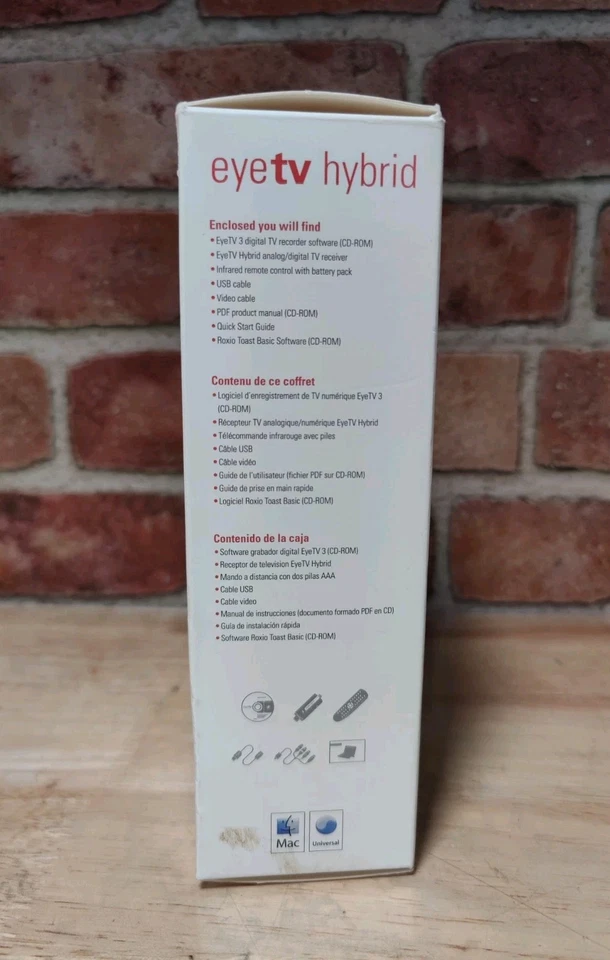 eyetv hybrid
Enclosed you will find
• EyeTV 3 digital TV recorder software (CD-ROM)
• EyeTV Hybrid analog/digital TV receiver
• Infrared remote control with battery pack
• USB cable
• Video cable
• PDF product manual (CD-ROM)
• Quick Start Guide
• Roxio Toast Basic Software (CD-ROM)
Contenu de ce coffret
• Logiciel d'enregistrement de TV numérique EyeTV 3
(CD-ROM)
• Récepteur TV analogique/numérique EyeTV Hybrid
• Télécommande infrarouge avec piles
• Câble USB
• Câble vidéo
• Guide de l'utilisateur (fichier PDF sur CD-ROM)
• Guide de prise en main rapide
• Logiciel Roxio Toast Basic (CD-ROM)
Contenido de la caja
• Software grabador digital EyeTV 3 (CD-ROM)
• Receptor de television EyeTV Hybrid
• Mando a distancia con dos pilas AAA
• Cable USB
• Cable video
• Manual de instrucciones (documento formado PDF en CD)
• Guía de instalación rápida
• Software Roxio Toast Basic (CD-ROM)
Mac
Universal